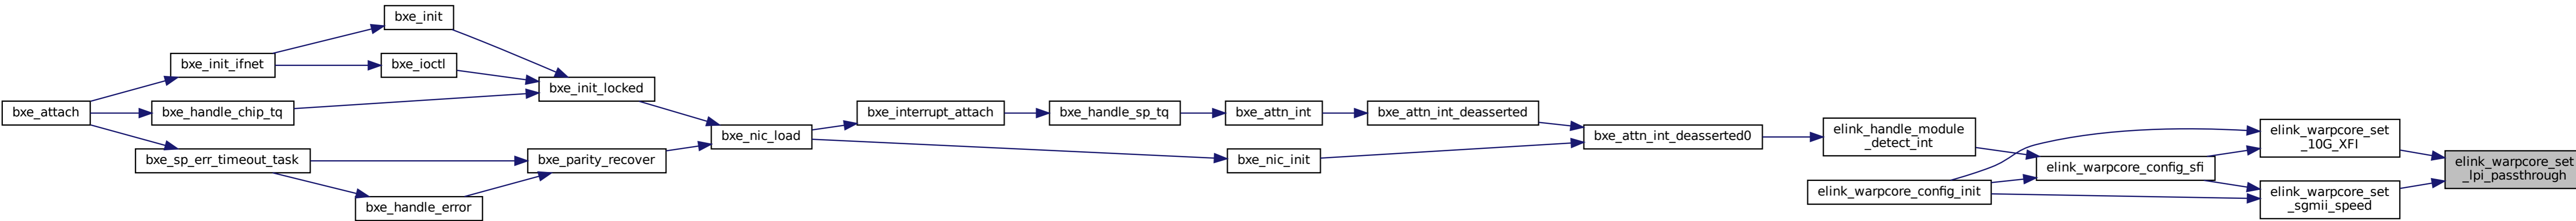 bxe_attach
bxe_init_ifnet
bxe_handle_chip_tq
bxe_sp_err_timeout_task
bxe_init
bxe_ioctl
bxe_handle_error
bxe_init_locked
bxe_parity_recover
bxe_nic_load
bxe_interrupt_attach
bxe_handle_sp_tq
bxe_attn_int
bxe_nic_init
bxe_attn_int_deasserted
bxe_attn_int_deasserted0
elink_handle_module
_detect_int
elink_warpcore_config_init
elink_warpcore_config_sfi
elink_warpcore_set
_10G_XFI
elink_warpcore_set
_sgmii_speed
elink_warpcore_set
_lpi_passthrough